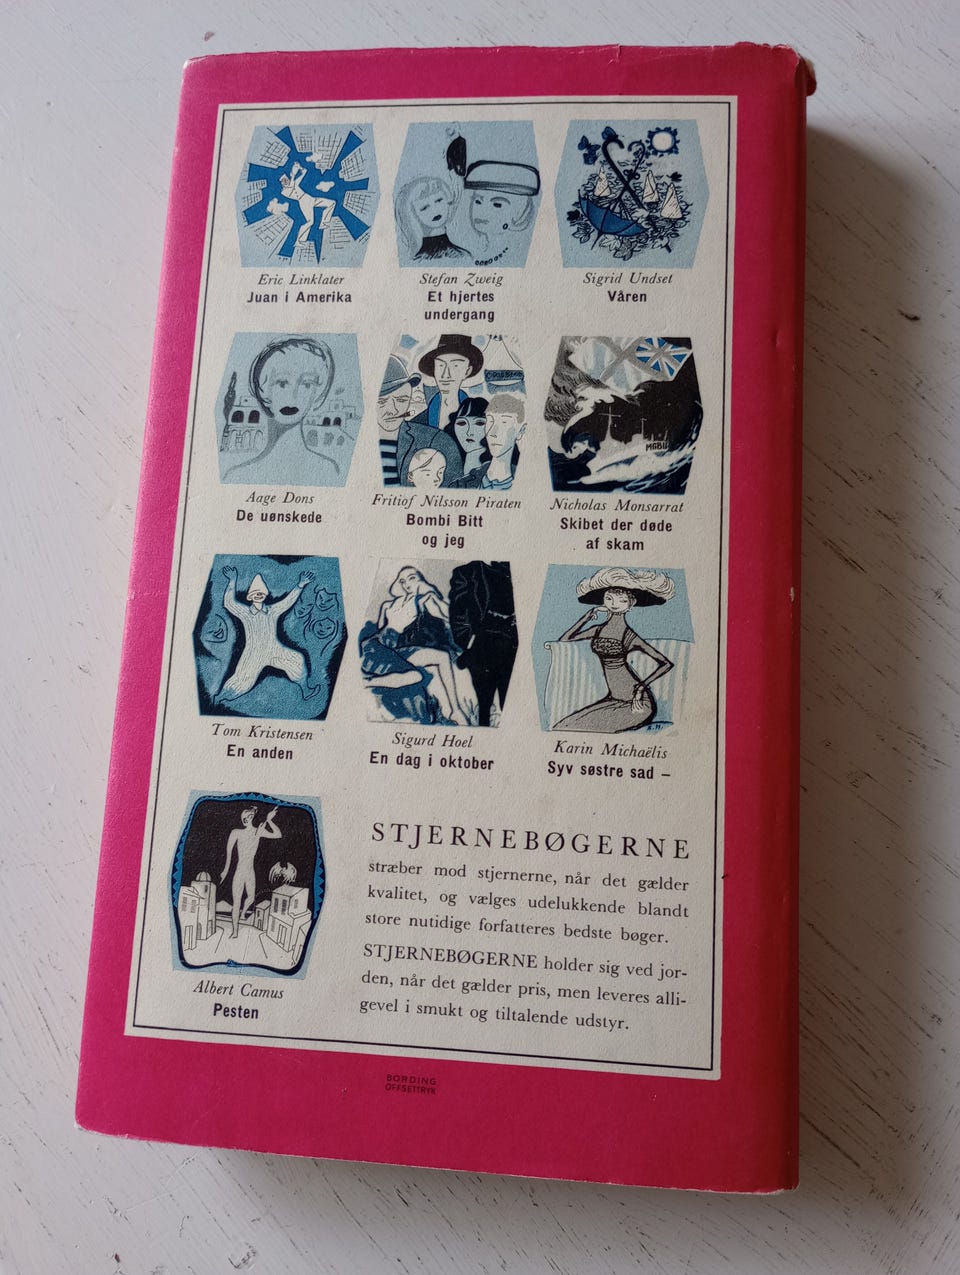 Eric Linklater
Juan i Amerika
Stefan Zweig
Et hjertes
undergang
Sigrid Undset
Våren
Aage Dons
De uønskede
Fritiof Nilsson Piraten
Bombi Bitt
og jeg
Nicholas Monsarrat
Skibet der døde
af skam
Tom Kristensen
En anden
Sigurd Hoel
En dag i oktober
Karin Michaëlis
Syv søstre sad –
Albert Camus
Pesten
STJERNEBØGERNE
stræber mod stjernerne, når det gælder
kvalitet, og vælges udelukkende blandt
store nutidige forfatteres bedste bøger.
STJERNEBØGERNE holder sig ved jor-
den, når det gælder pris, men leveres alli-
gevel i smukt og tiltalende udstyr.
BORDING
OFFSETTRYK